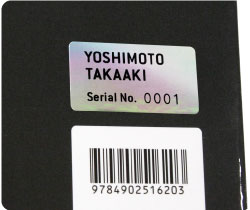 YOSHIMOTO
TAKAAKI
Serial No. 0001
9784902516203